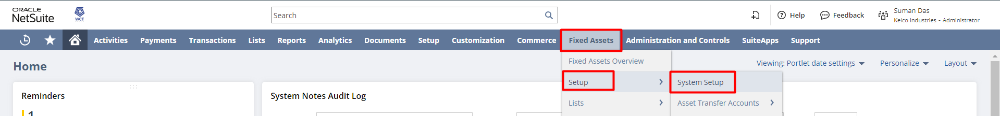 ORACLE
NetSuite
WCT
Search
Help
Feedback
Suman Das
Kelco Industries - Administrator
Activities Payments Transactions Lists Reports Analytics Documents Setup Customization Commerce Fixed Assets Administration and Controls SuiteApps Support
Home
Fixed Assets Overview
Viewing: Portlet date settings
Personalize
Layout
Setup
System Setup
Reminders
System Notes Audit Log
Lists
Asset Transfer Accounts
1